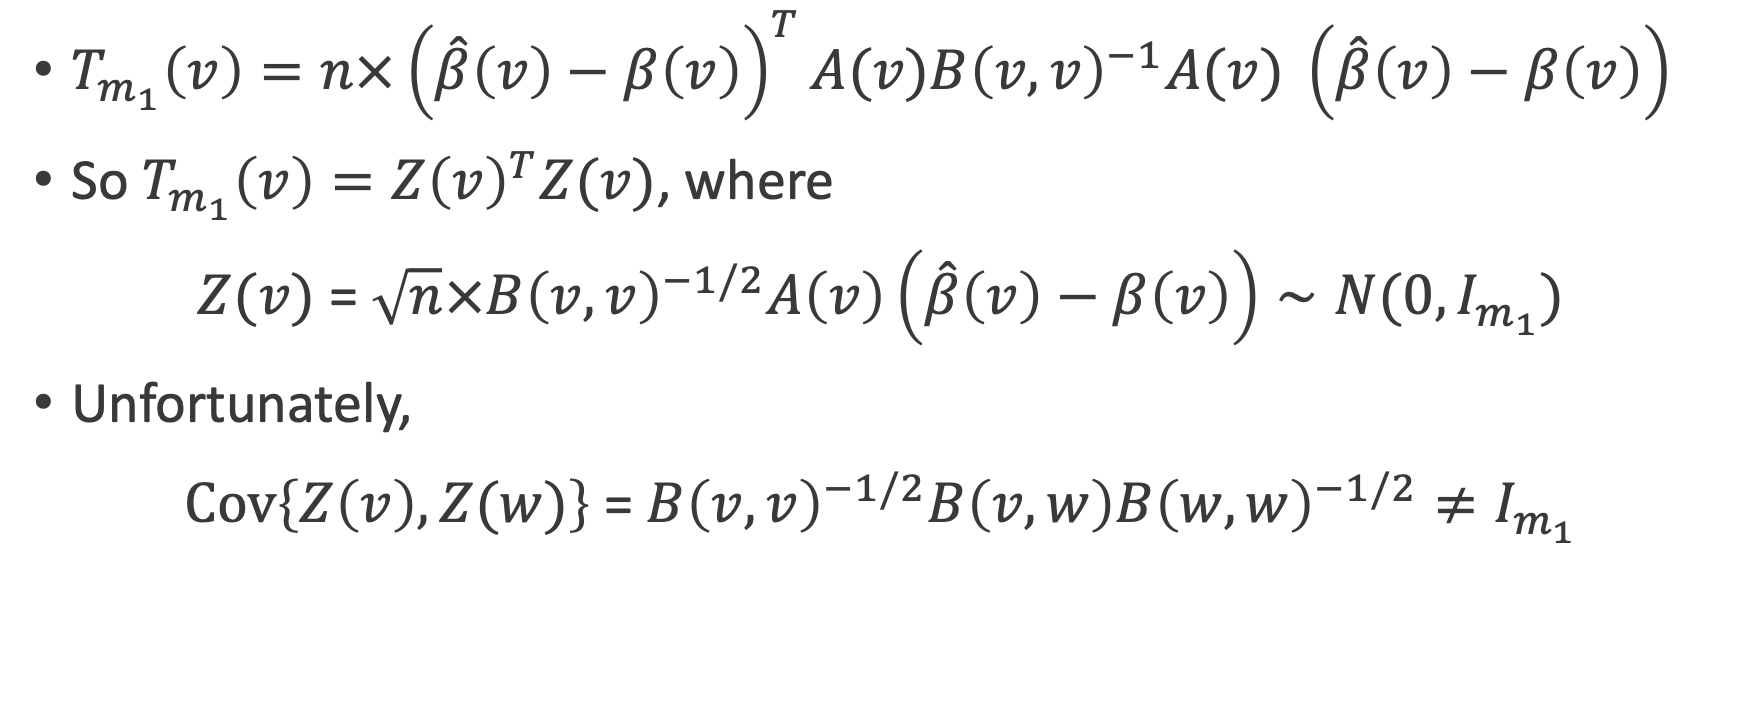 • T_{m_1}(v) = n×(β̂(v) − β(v))^T A(v)B(v, v)^{−1}A(v) (β̂(v) − β(v))
• So T_{m_1}(v) = Z(v)^T Z(v), where
Z(v) = √n×B(v, v)^{−1/2}A(v)(β̂(v) − β(v)) ~ N(0, I_{m_1})
• Unfortunately,
Cov{Z(v), Z(w)} = B(v, v)^{−1/2}B(v, w)B(w, w)^{−1/2} ≠ I_{m_1}